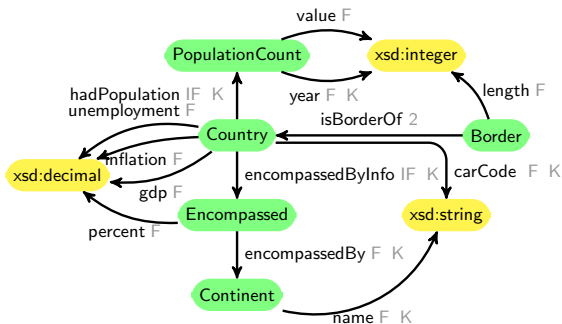 value F
PopulationCount
xsd:integer
year F K
length F
hadPopulation IF K
unemployment F
isBorderOf 2
Country
Border
inflation F
xsd:decimal
encompassedByInfo IF K
carCode F K
gdp F
Encompassed
xsd:string
percent F
encompassedBy F K
Continent
name F K